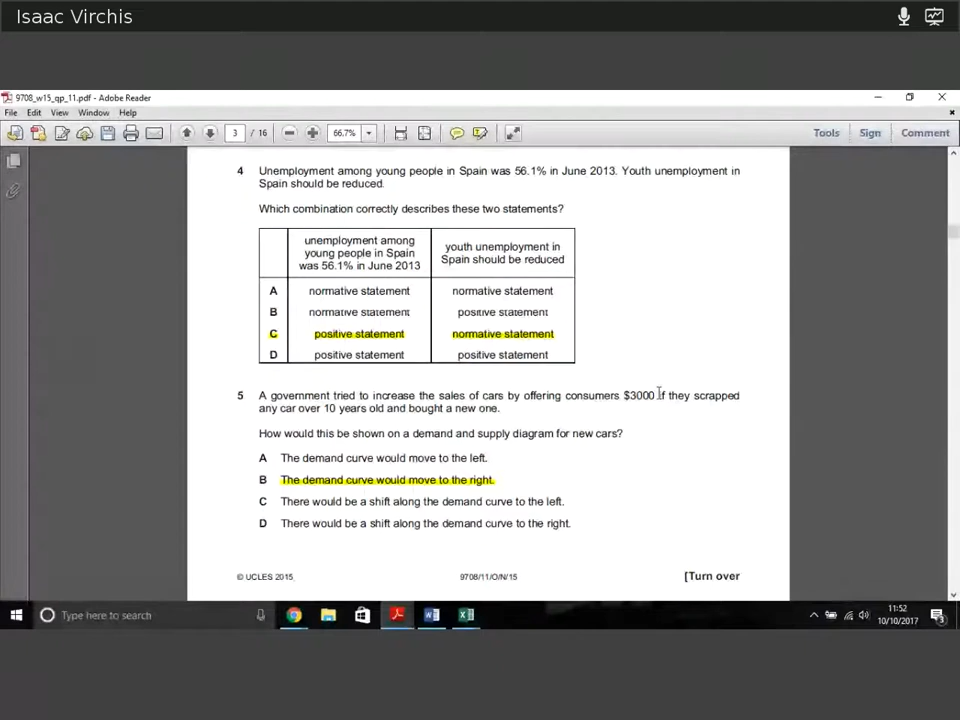 Isaac Virchis
9708_w15_qp_11.pdf - Adobe Reader
File Edit View Window Help
3 / 16 66.7% Tools Sign Comment
4 Unemployment among young people in Spain was 56.1% in June 2013. Youth unemployment in
Spain should be reduced.
Which combination correctly describes these two statements?
unemployment among
young people in Spain
was 56.1% in June 2013
youth unemployment in
Spain should be reduced
A normative statement normative statement
B normative statement positive statement
C positive statement normative statement
D positive statement positive statement
5 A government tried to increase the sales of cars by offering consumers $3000 if they scrapped
any car over 10 years old and bought a new one.
How would this be shown on a demand and supply diagram for new cars?
A The demand curve would move to the left.
B The demand curve would move to the right.
C There would be a shift along the demand curve to the left.
D There would be a shift along the demand curve to the right.
© UCLES 2015 9708/11/O/N/15 [Turn over
Type here to search
11:52
10/10/2017
3